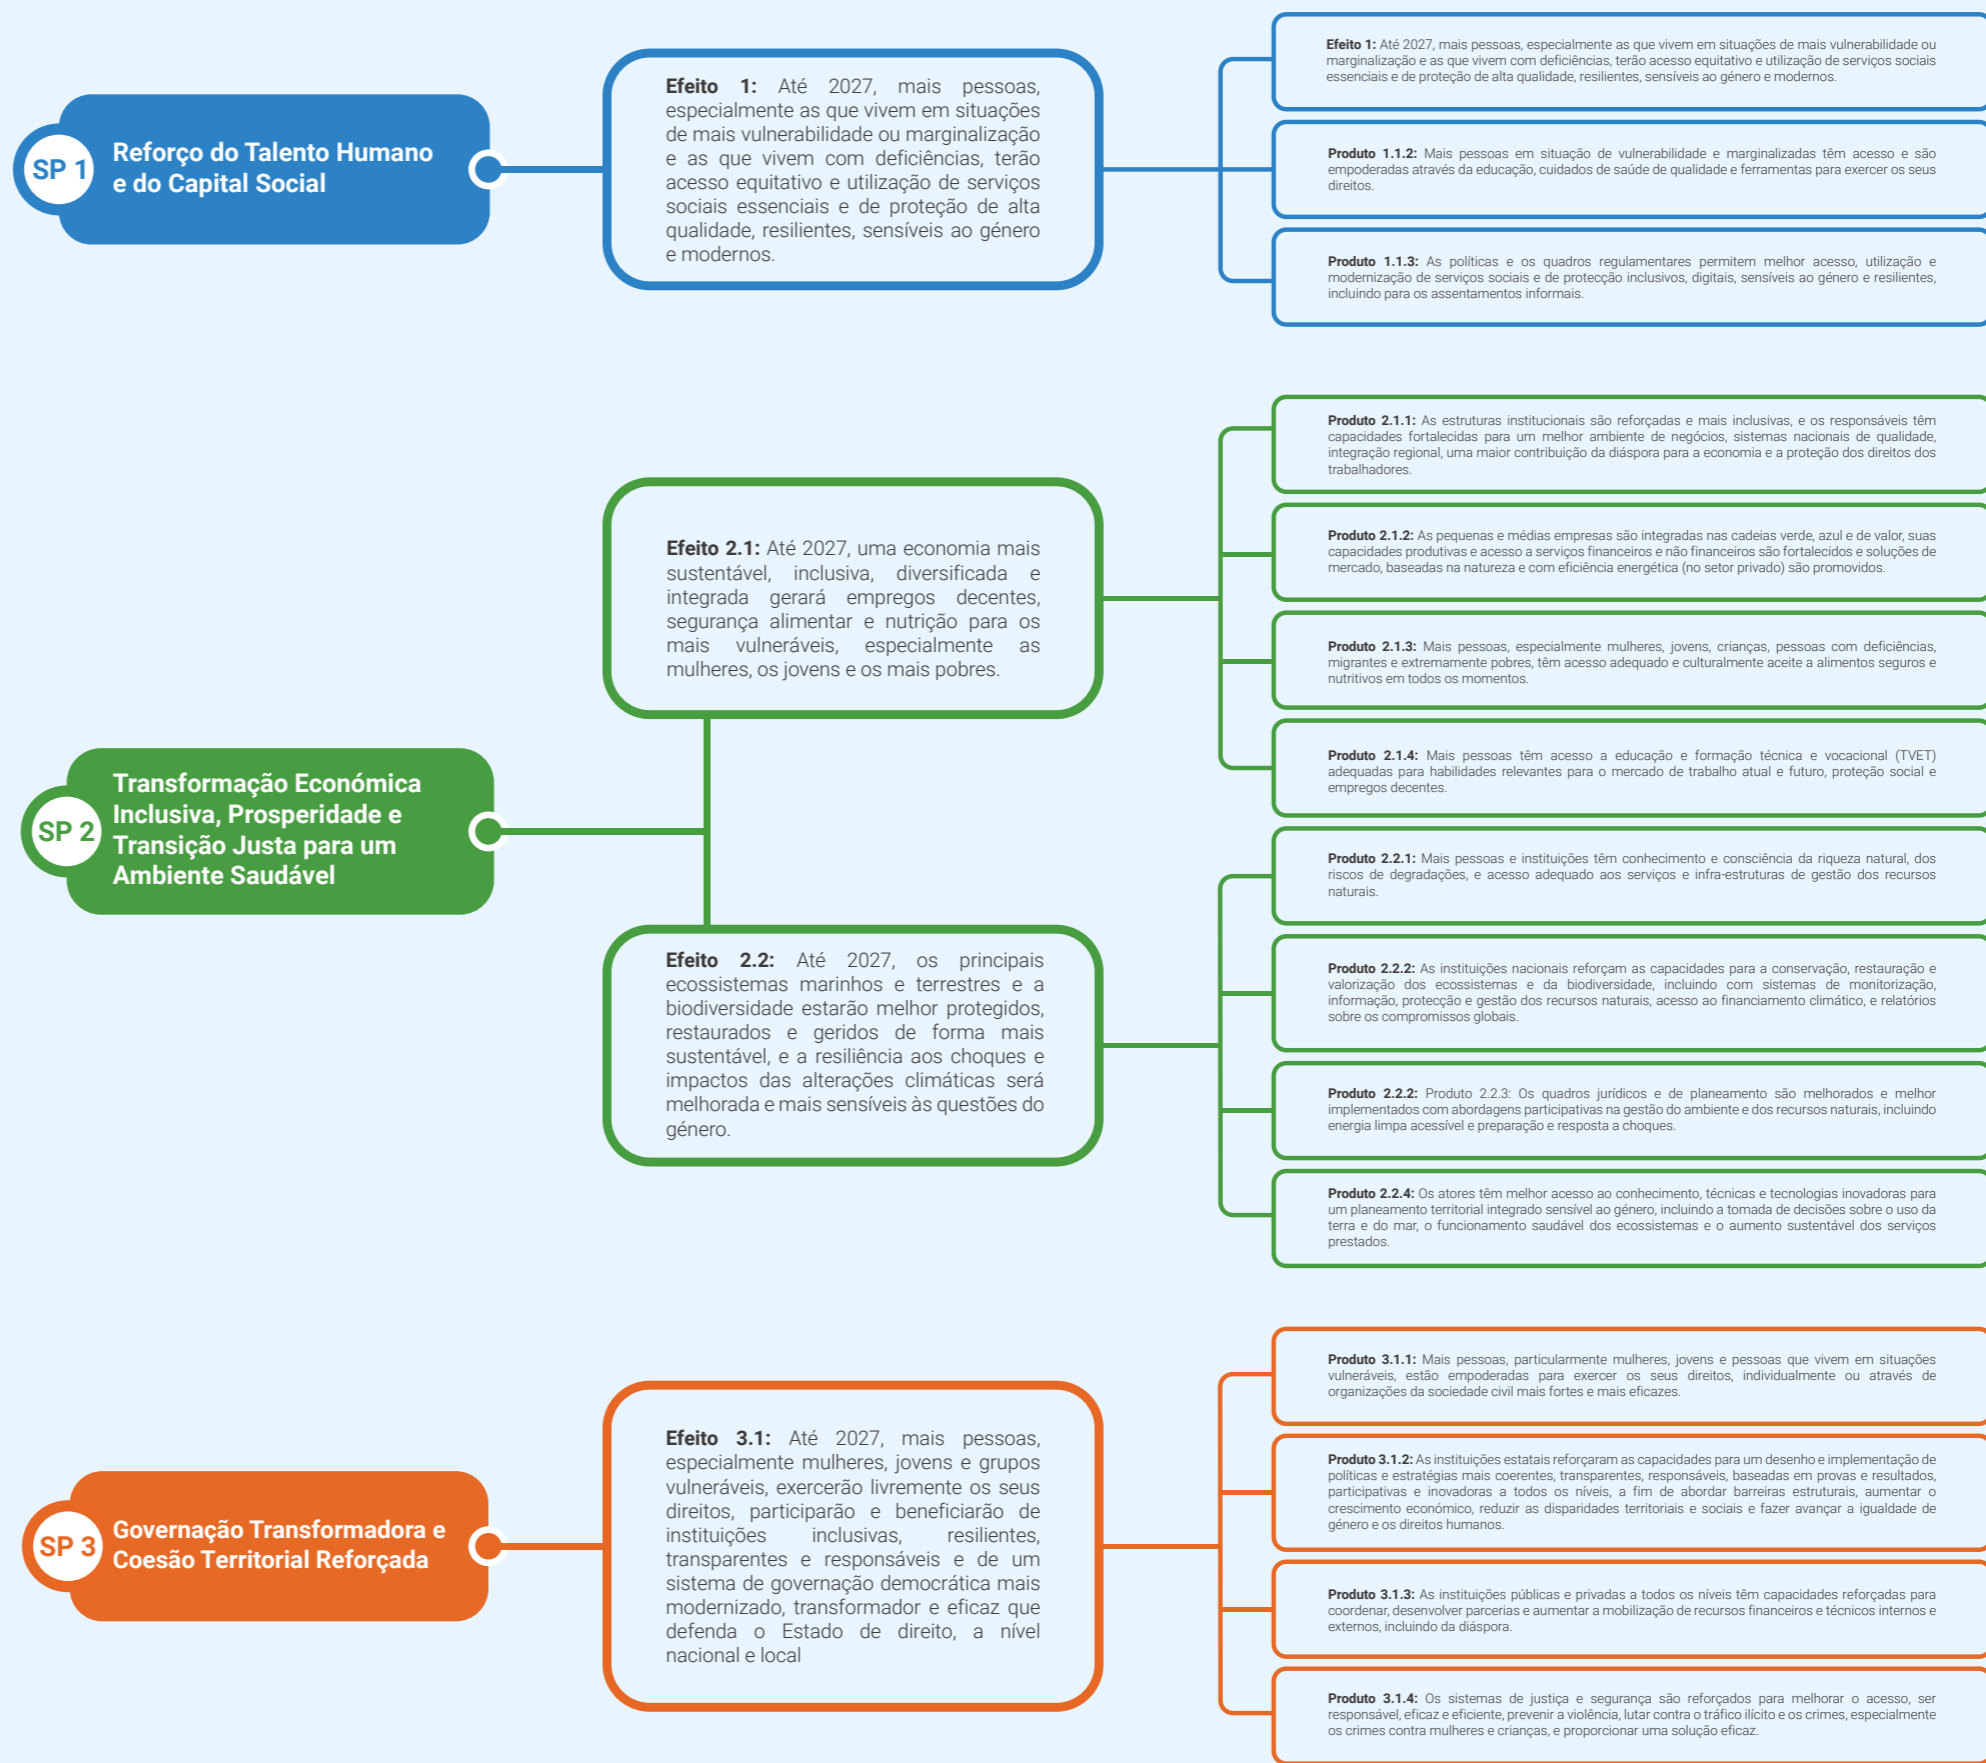 SP 1
Reforço do Talento Humano
e do Capital Social
Efeito 1: Até 2027, mais pessoas,
especialmente as que vivem em situações
de mais vulnerabilidade ou marginalização
e as que vivem com deficiências, terão
acesso equitativo e utilização de serviços
sociais essenciais e de proteção de alta
qualidade, resilientes, sensíveis ao género
e modernos.
Efeito 1: Até 2027, mais pessoas, especialmente as que vivem em situações de mais vulnerabilidade ou
marginalização e as que vivem com deficiências, terão acesso equitativo e utilização de serviços sociais
essenciais e de proteção de alta qualidade, resilientes, sensíveis ao género e modernos.
Produto 1.1.2: Mais pessoas em situação de vulnerabilidade e marginalizadas têm acesso e são
empoderadas através da educação, cuidados de saúde de qualidade e ferramentas para exercer os seus
direitos.
Produto 1.1.3: As políticas e os quadros regulamentares permitem melhor acesso, utilização e
modernização de serviços sociais e de protecção inclusivos, digitais, sensíveis ao género e resilientes,
incluindo para os assentamentos informais.
SP 2
Transformação Económica
Inclusiva, Prosperidade e
Transição Justa para um
Ambiente Saudável
Efeito 2.1: Até 2027, uma economia mais
sustentável, inclusiva, diversificada e
integrada gerará empregos decentes,
segurança alimentar e nutrição para os
mais vulneráveis, especialmente as
mulheres, os jovens e os mais pobres.
Produto 2.1.1: As estruturas institucionais são reforçadas e mais inclusivas, e os responsáveis têm
capacidades fortalecidas para um melhor ambiente de negócios, sistemas nacionais de qualidade,
integração regional, uma maior contribuição da diáspora para a economia e a proteção dos direitos dos
trabalhadores.
Produto 2.1.2: As pequenas e médias empresas são integradas nas cadeias verde, azul e de valor, suas
capacidades produtivas e acesso a serviços financeiros e não financeiros são fortalecidos e soluções de
mercado, baseadas na natureza e com eficiência energética (no setor privado) são promovidos.
Produto 2.1.3: Mais pessoas, especialmente mulheres, jovens, crianças, pessoas com deficiências,
migrantes e extremamente pobres, têm acesso adequado e culturalmente aceite a alimentos seguros e
nutritivos em todos os momentos.
Produto 2.1.4: Mais pessoas têm acesso a educação e formação técnica e vocacional (TVET)
adequadas para habilidades relevantes para o mercado de trabalho atual e futuro, proteção social e
empregos decentes.
Efeito 2.2: Até 2027, os principais
ecossistemas marinhos e terrestres e a
biodiversidade estarão melhor protegidos,
restaurados e geridos de forma mais
sustentável, e a resiliência aos choques e
impactos das alterações climáticas será
melhorada e mais sensíveis às questões do
género.
Produto 2.2.1: Mais pessoas e instituições têm conhecimento e consciência da riqueza natural, dos
riscos de degradações, e acesso adequado aos serviços e infra-estruturas de gestão dos recursos
naturais.
Produto 2.2.2: As instituições nacionais reforçam as capacidades para a conservação, restauração e
valorização dos ecossistemas e da biodiversidade, incluindo com sistemas de monitorização,
informação, protecção e gestão dos recursos naturais, acesso ao financiamento climático, e relatórios
sobre os compromissos globais.
Produto 2.2.2: Produto 2.2.3: Os quadros jurídicos e de planeamento são melhorados e melhor
implementados com abordagens participativas na gestão do ambiente e dos recursos naturais, incluindo
energia limpa acessível e preparação e resposta a choques.
Produto 2.2.4: Os atores têm melhor acesso ao conhecimento, técnicas e tecnologias inovadoras para
um planeamento territorial integrado sensível ao género, incluindo a tomada de decisões sobre o uso da
terra e do mar, o funcionamento saudável dos ecossistemas e o aumento sustentável dos serviços
prestados.
SP 3
Governação Transformadora e
Coesão Territorial Reforçada
Efeito 3.1: Até 2027, mais pessoas,
especialmente mulheres, jovens e grupos
vulneráveis, exercerão livremente os seus
direitos, participarão e beneficiarão de
instituições inclusivas, resilientes,
transparentes e responsáveis e de um
sistema de governação democrática mais
modernizado, transformador e eficaz que
defenda o Estado de direito, a nível
nacional e local
Produto 3.1.1: Mais pessoas, particularmente mulheres, jovens e pessoas que vivem em situações
vulneráveis, estão empoderadas para exercer os seus direitos, individualmente ou através de
organizações da sociedade civil mais fortes e mais eficazes.
Produto 3.1.2: As instituições estatais reforçaram as capacidades para um desenho e implementação de
políticas e estratégias mais coerentes, transparentes, responsáveis, baseadas em provas e resultados,
participativas e inovadoras a todos os níveis, a fim de abordar barreiras estruturais, aumentar o
crescimento económico, reduzir as disparidades territoriais e sociais e fazer avançar a igualdade de
género e os direitos humanos.
Produto 3.1.3: As instituições públicas e privadas a todos os níveis têm capacidades reforçadas para
coordenar, desenvolver parcerias e aumentar a mobilização de recursos financeiros e técnicos internos e
externos, incluindo da diáspora.
Produto 3.1.4: Os sistemas de justiça e segurança são reforçados para melhorar o acesso, ser
responsável, eficaz e eficiente, prevenir a violência, lutar contra o tráfico ilícito e os crimes, especialmente
os crimes contra mulheres e crianças, e proporcionar uma solução eficaz.